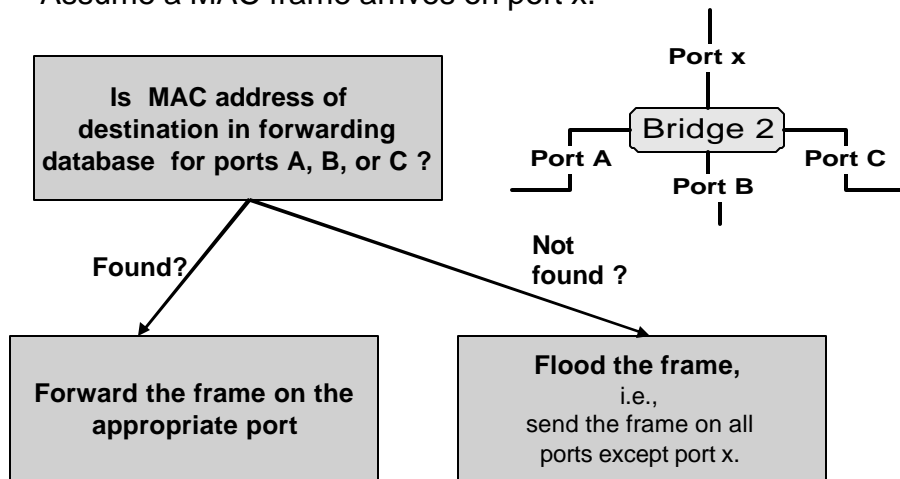 Assume a MAC frame arrives on port x.
Port x
Is MAC address of
destination in forwarding
database for ports A, B, or C ?
Bridge 2
Port A
Port C
Port B
Found?
Not
found ?
Forward the frame on the
appropriate port
Flood the frame,
i.e.,
send the frame on all
ports except port x.